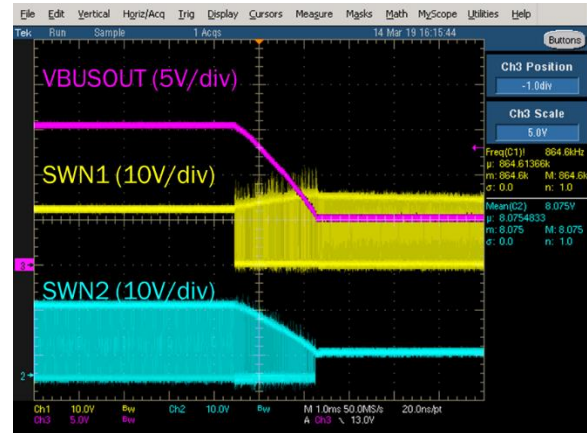 File Edit Vertical Horiz/Acq Trig Display Cursors Measure Masks Math MyScope Utilities Help
Tek Run Sample 1 Acqs 14 Mar 19 16:15:44
Buttons
Ch3 Position
-1.0div
Ch3 Scale
5.0V
VBUSOUT (5V/div)
Freq(C1)! 864.6kHz
µ: 864.61366k
m: 864.6k M: 864.6k
σ: 0.0 n: 1.0
SWN1 (10V/div)
Mean(C2) 8.075V
µ: 8.0754833
m: 8.075 M: 8.075
σ: 0.0 n: 1.0
3
SWN2 (10V/div)
2
Ch1 10.0V Bw Ch2 10.0V Bw M 1.0ms 50.0MS/s 20.0ns/pt
Ch3 5.0V Bw A Ch3 \ 13.0V